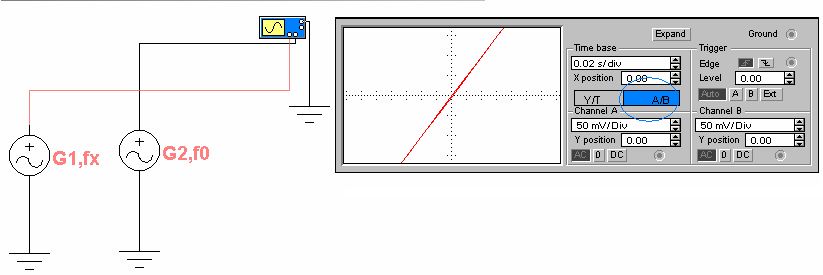 G1,fx
G2,f0
Expand
Ground
Time base
0.02 s/div
X position 0.00
Y/T A/B
Trigger
Edge
Level 0.00
Auto A B Ext
Channel A
50 mV/Div
Y position 0.00
AC 0 DC
Channel B
50 mV/Div
Y position 0.00
AC 0 DC